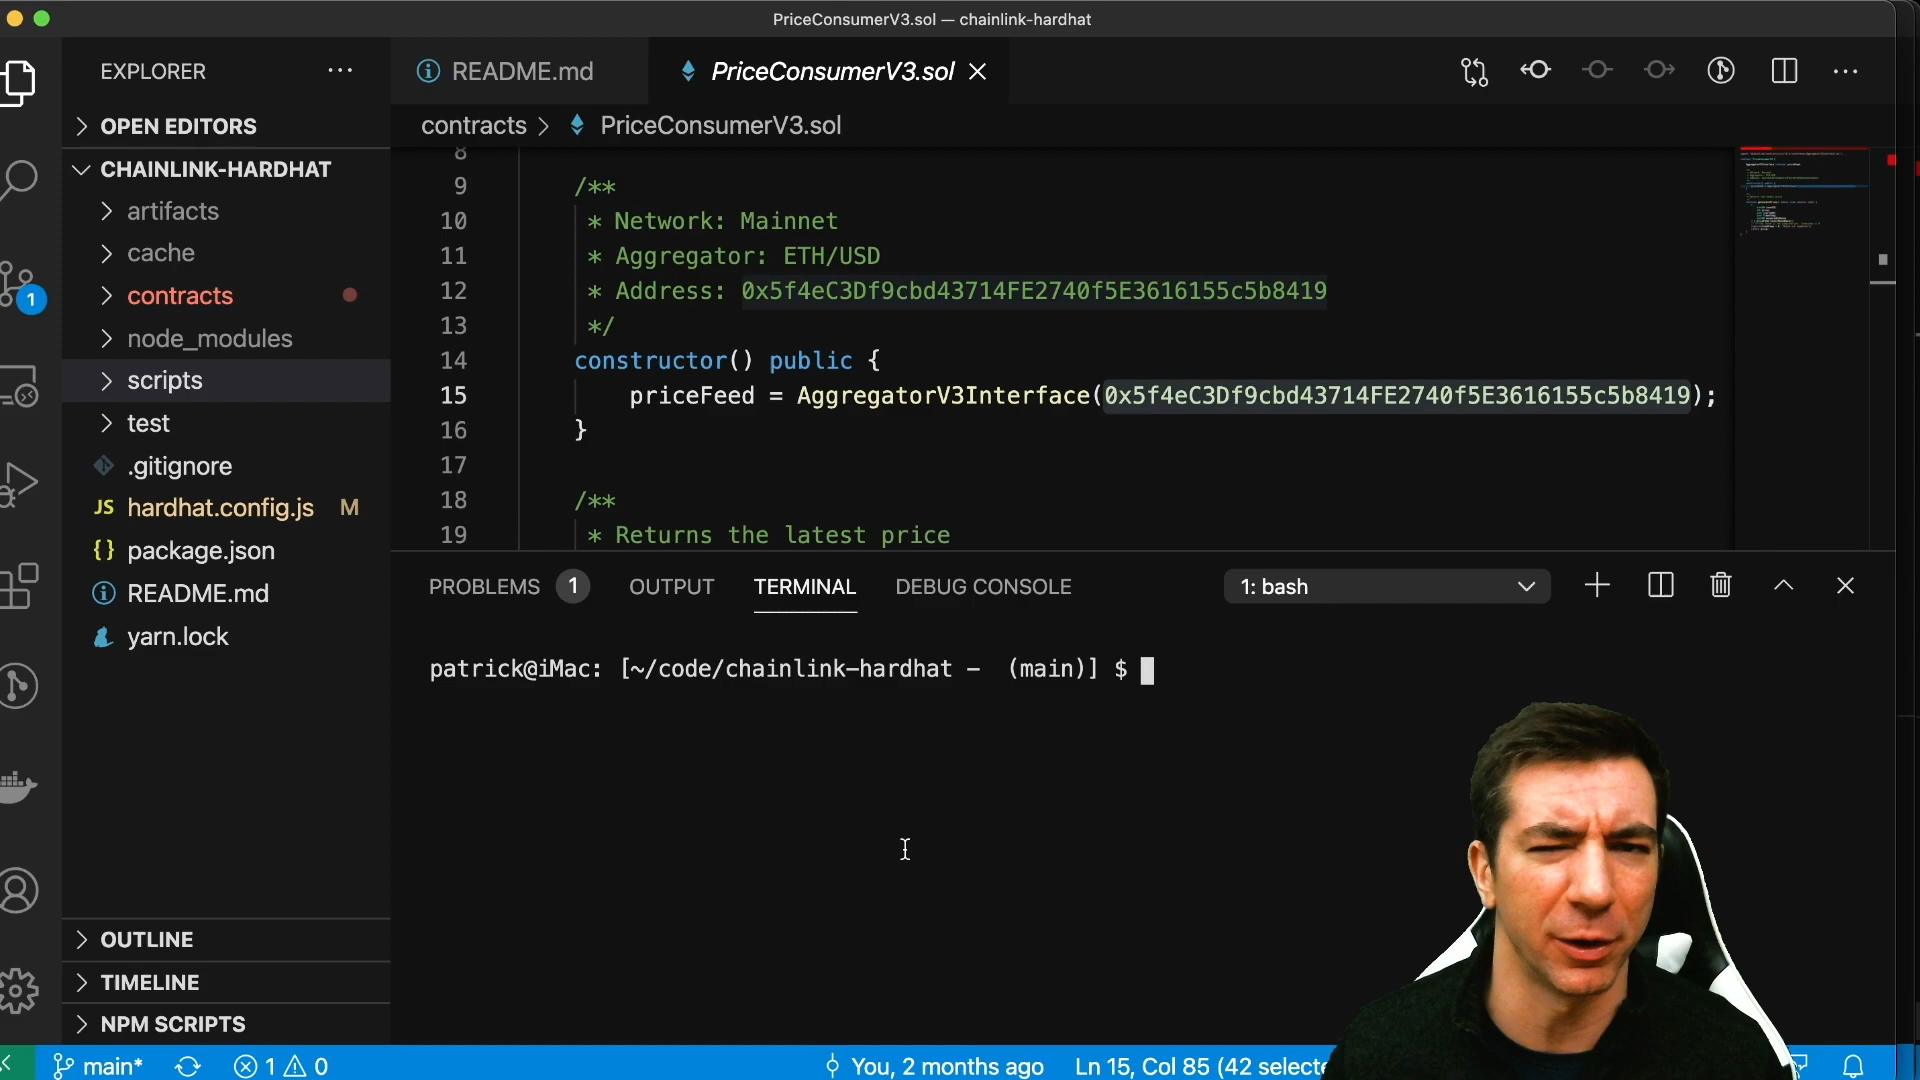 PriceConsumerV3.sol — chainlink-hardhat
EXPLORER
README.md
PriceConsumerV3.sol
OPEN EDITORS
contracts
PriceConsumerV3.sol
CHAINLINK-HARDHAT
artifacts
cache
contracts
node_modules
scripts
test
.gitignore
JS hardhat.config.js M
{} package.json
README.md
yarn.lock
OUTLINE
TIMELINE
NPM SCRIPTS
1
8
9 /**
10 * Network: Mainnet
11 * Aggregator: ETH/USD
12 * Address: 0x5f4eC3Df9cbd43714FE2740f5E3616155c5b8419
13 */
14 constructor() public {
15 priceFeed = AggregatorV3Interface(0x5f4eC3Df9cbd43714FE2740f5E3616155c5b8419);
16 }
17
18 /**
19 * Returns the latest price
PROBLEMS 1 OUTPUT TERMINAL DEBUG CONSOLE 1: bash
patrick@iMac: [~/code/chainlink-hardhat - (main)] $
main* 1 0 You, 2 months ago Ln 15, Col 85 (42 selecte